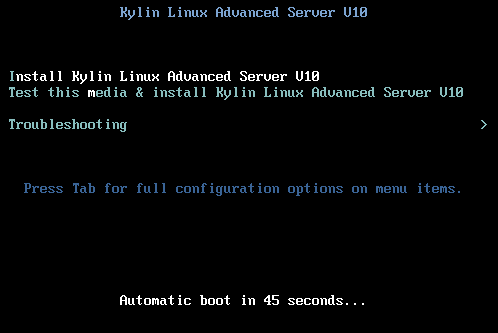 Kylin Linux Advanced Server V10
Install Kylin Linux Advanced Server V10
Test this media & install Kylin Linux Advanced Server V10
Troubleshooting >
Press Tab for full configuration options on menu items.
Automatic boot in 45 seconds...